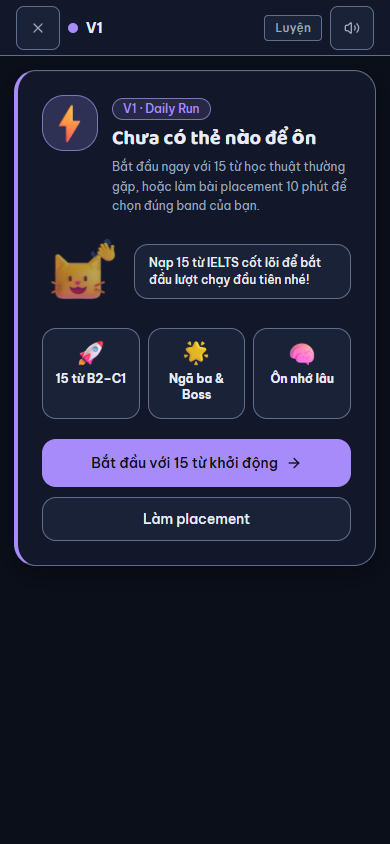 V1
Luyện
V1 · Daily Run
Chưa có thẻ nào để ôn
Bắt đầu ngay với 15 từ học thuật thường
gặp, hoặc làm bài placement 10 phút để
chọn đúng band của bạn.
Nạp 15 từ IELTS cốt lõi để bắt
đầu lượt chạy đầu tiên nhé!
15 từ B2–C1
Ngã ba &
Boss
Ôn nhớ lâu
Bắt đầu với 15 từ khởi động →
Làm placement